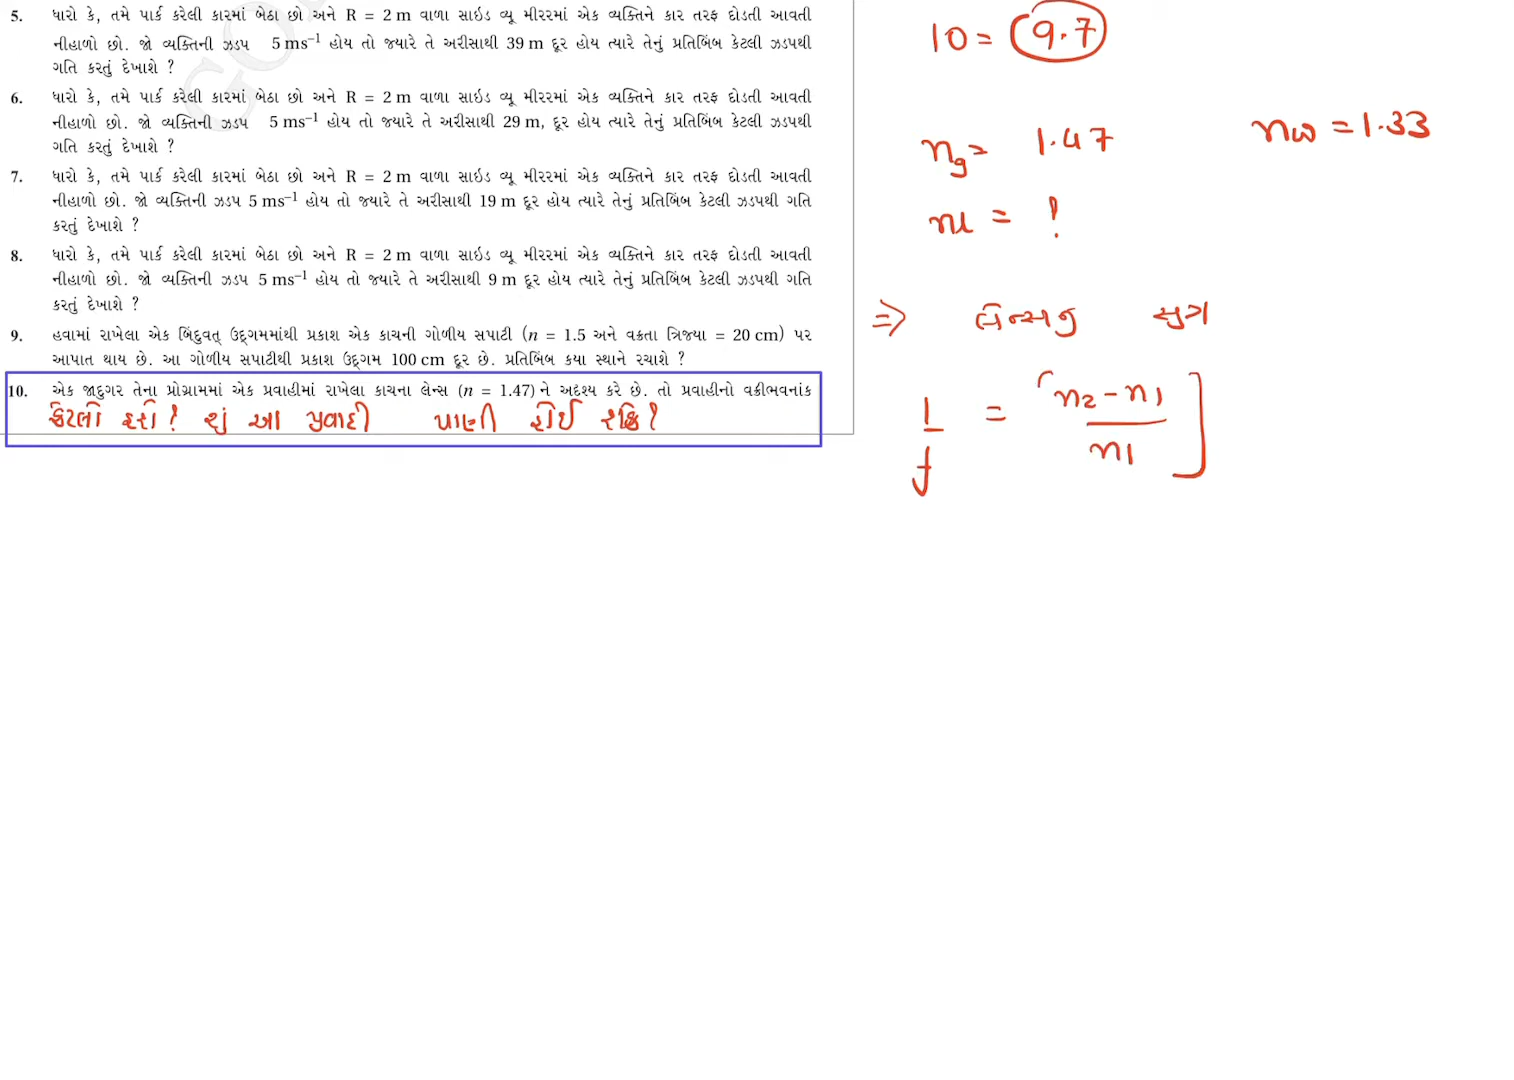 5. ધારો કે, તમે પાર્ક કરેલી કારમાં બેઠા છો અને R = 2 m વાળા સાઇડ વ્યૂ મીરરમાં એક વ્યક્તિને કાર તરફ દોડતી આવતી
નીહાળો છો. જો વ્યક્તિની ઝડપ 5 ms⁻¹ હોય તો જ્યારે તે અરીસાથી 39 m દૂર હોય ત્યારે તેનું પ્રતિબિંબ કેટલી ઝડપથી
ગતિ કરતું દેખાશે ?
6. ધારો કે, તમે પાર્ક કરેલી કારમાં બેઠા છો અને R = 2 m વાળા સાઇડ વ્યૂ મીરરમાં એક વ્યક્તિને કાર તરફ દોડતી આવતી
નીહાળો છો. જો વ્યક્તિની ઝડપ 5 ms⁻¹ હોય તો જ્યારે તે અરીસાથી 29 m, દૂર હોય ત્યારે તેનું પ્રતિબિંબ કેટલી ઝડપથી
ગતિ કરતું દેખાશે ?
7. ધારો કે, તમે પાર્ક કરેલી કારમાં બેઠા છો અને R = 2 m વાળા સાઇડ વ્યૂ મીરરમાં એક વ્યક્તિને કાર તરફ દોડતી આવતી
નીહાળો છો. જો વ્યક્તિની ઝડપ 5 ms⁻¹ હોય તો જ્યારે તે અરીસાથી 19 m દૂર હોય ત્યારે તેનું પ્રતિબિંબ કેટલી ઝડપથી ગતિ
કરતું દેખાશે ?
8. ધારો કે, તમે પાર્ક કરેલી કારમાં બેઠા છો અને R = 2 m વાળા સાઇડ વ્યૂ મીરરમાં એક વ્યક્તિને કાર તરફ દોડતી આવતી
નીહાળો છો. જો વ્યક્તિની ઝડપ 5 ms⁻¹ હોય તો જ્યારે તે અરીસાથી 9 m દૂર હોય ત્યારે તેનું પ્રતિબિંબ કેટલી ઝડપથી ગતિ
કરતું દેખાશે ?
9. હવામાં રાખેલા એક બિંદુવત્ ઉદ્ગમમાંથી પ્રકાશ એક કાચની ગોળીય સપાટી (n = 1.5 અને વક્રતા ત્રિજ્યા = 20 cm) પર
આપાત થાય છે. આ ગોળીય સપાટીથી પ્રકાશ ઉદ્ગમ 100 cm દૂર છે. પ્રતિબિંબ કયા સ્થાને રચાશે ?
10. એક જાદુગર તેના પ્રોગ્રામમાં એક પ્રવાહીમાં રાખેલા કાચના લેન્સ (n = 1.47) ને અદૃશ્ય કરે છે. તો પ્રવાહીનો વક્રીભવનાંક
કેટલો હશે? શું આ પ્રવાહી પાણી હોઈ શકે?
10 = 9.7
ng = 1.47 nw = 1.33
nl = ?
⇒ લેન્સનું સુત્ર
1/f = [n2 - n1 / n1]